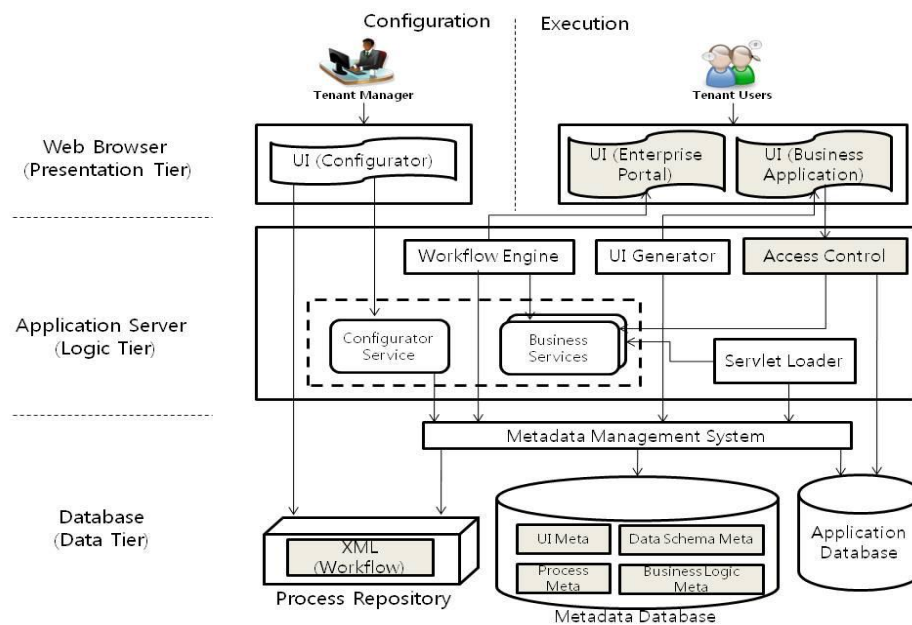 Configuration
Execution
Tenant Manager
Tenant Users
Web Browser
(Presentation Tier)
UI (Configurator)
UI (Enterprise
Portal)
UI (Business
Application)
Workflow Engine
UI Generator
Access Control
Application Server
(Logic Tier)
Configurator
Service
Business
Services
Servlet Loader
Metadata Management System
Database
(Data Tier)
XML
(Workflow)
Process Repository
UI Meta
Data Schema Meta
Process
Meta
Business Logic
Meta
Metadata Database
Application
Database